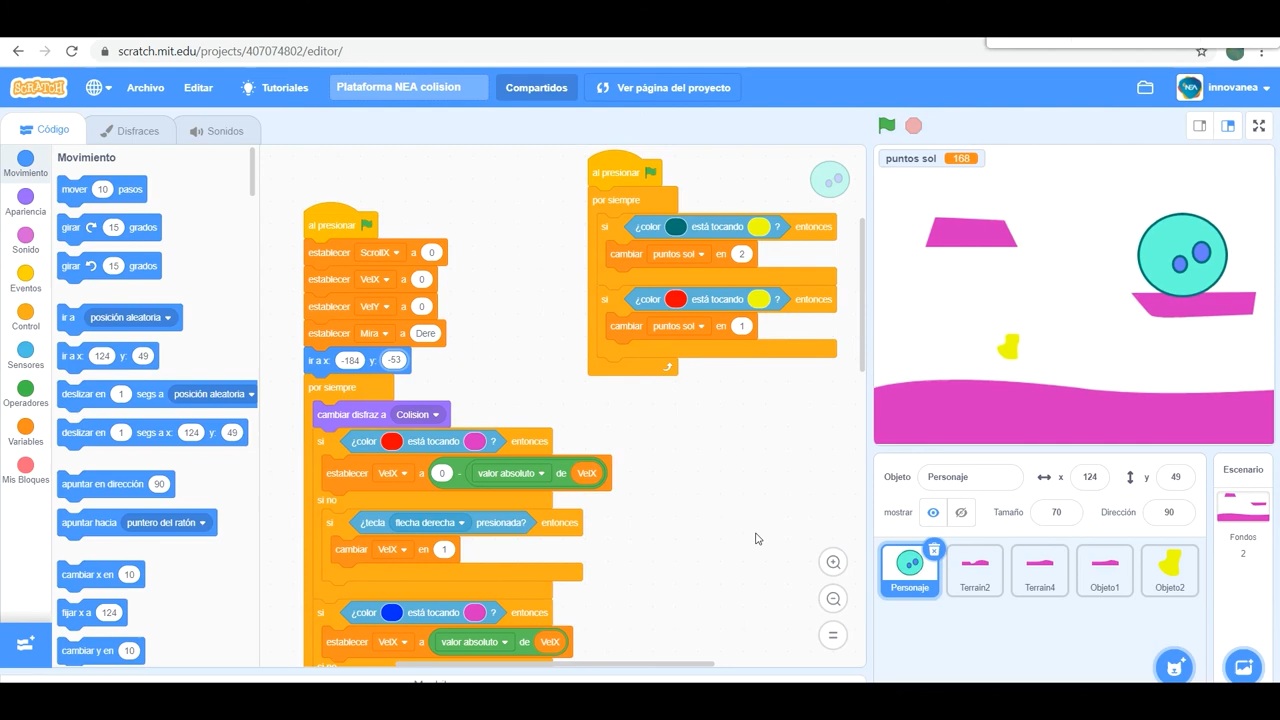 scratch.mit.edu/projects/407074802/editor/
SCRATCH
Archivo
Editar
Tutoriales
Plataforma NEA colision
Compartidos
Ver página del proyecto
NEA
innovanea
Código
Disfraces
Sonidos
Movimiento
Apariencia
Sonido
Eventos
Control
Sensores
Operadores
Variables
Mis Bloques
Movimiento
mover 10 pasos
girar 15 grados
girar 15 grados
ir a posición aleatoria
ir a x: 124 y: 49
deslizar en 1 segs a posición aleatoria
deslizar en 1 segs a x: 124 y: 49
apuntar en dirección 90
apuntar hacia puntero del ratón
cambiar x en 10
fijar x a 124
cambiar y en 10
al presionar
establecer ScrollX a 0
establecer VelX a 0
establecer VelY a 0
establecer Mira a Dere
ir a x: -184 y: -53
por siempre
cambiar disfraz a Colision
si ¿color está tocando ? entonces
establecer VelX a 0 - valor absoluto de VelX
si no
si ¿tecla flecha derecha presionada? entonces
cambiar VelX en 1
si ¿color está tocando ? entonces
establecer VelX a valor absoluto de VelX
si no
al presionar
por siempre
si ¿color está tocando ? entonces
cambiar puntos sol en 2
si ¿color está tocando ? entonces
cambiar puntos sol en 1
puntos sol 168
Objeto Personaje x 124 y 49
mostrar Tamaño 70 Dirección 90
Personaje
Terrain2
Terrain4
Objeto1
Objeto2
Escenario
Fondos
2